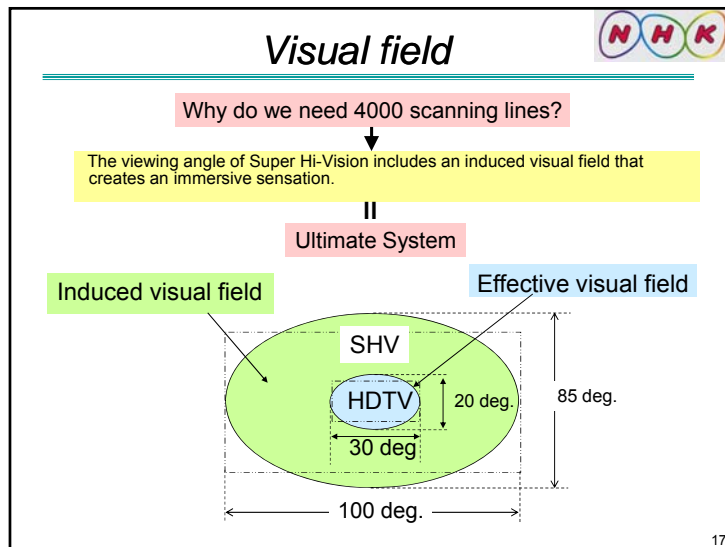 Visual field
NHK
Why do we need 4000 scanning lines?
The viewing angle of Super Hi-Vision includes an induced visual field that
creates an immersive sensation.
=
Ultimate System
Induced visual field
Effective visual field
SHV
HDTV
20 deg.
85 deg.
30 deg
100 deg.
17